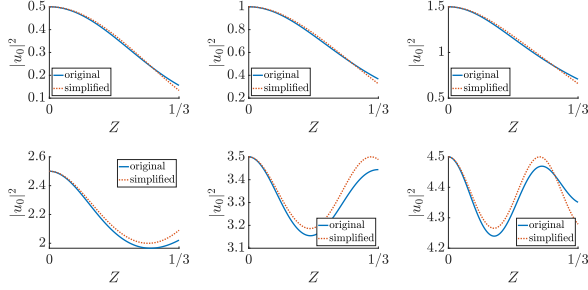 0.5
0.4
0.3
0.2
0.1
|u₀|²
original
simplified
0
1/3
Z
1
0.8
0.6
0.4
0.2
|u₀|²
original
simplified
0
1/3
Z
1.5
1
0.5
|u₀|²
original
simplified
0
1/3
Z
2.6
2.4
2.2
2
|u₀|²
original
simplified
0
1/3
Z
3.5
3.4
3.3
3.2
3.1
|u₀|²
original
simplified
0
1/3
Z
4.5
4.4
4.3
4.2
|u₀|²
original
simplified
0
1/3
Z